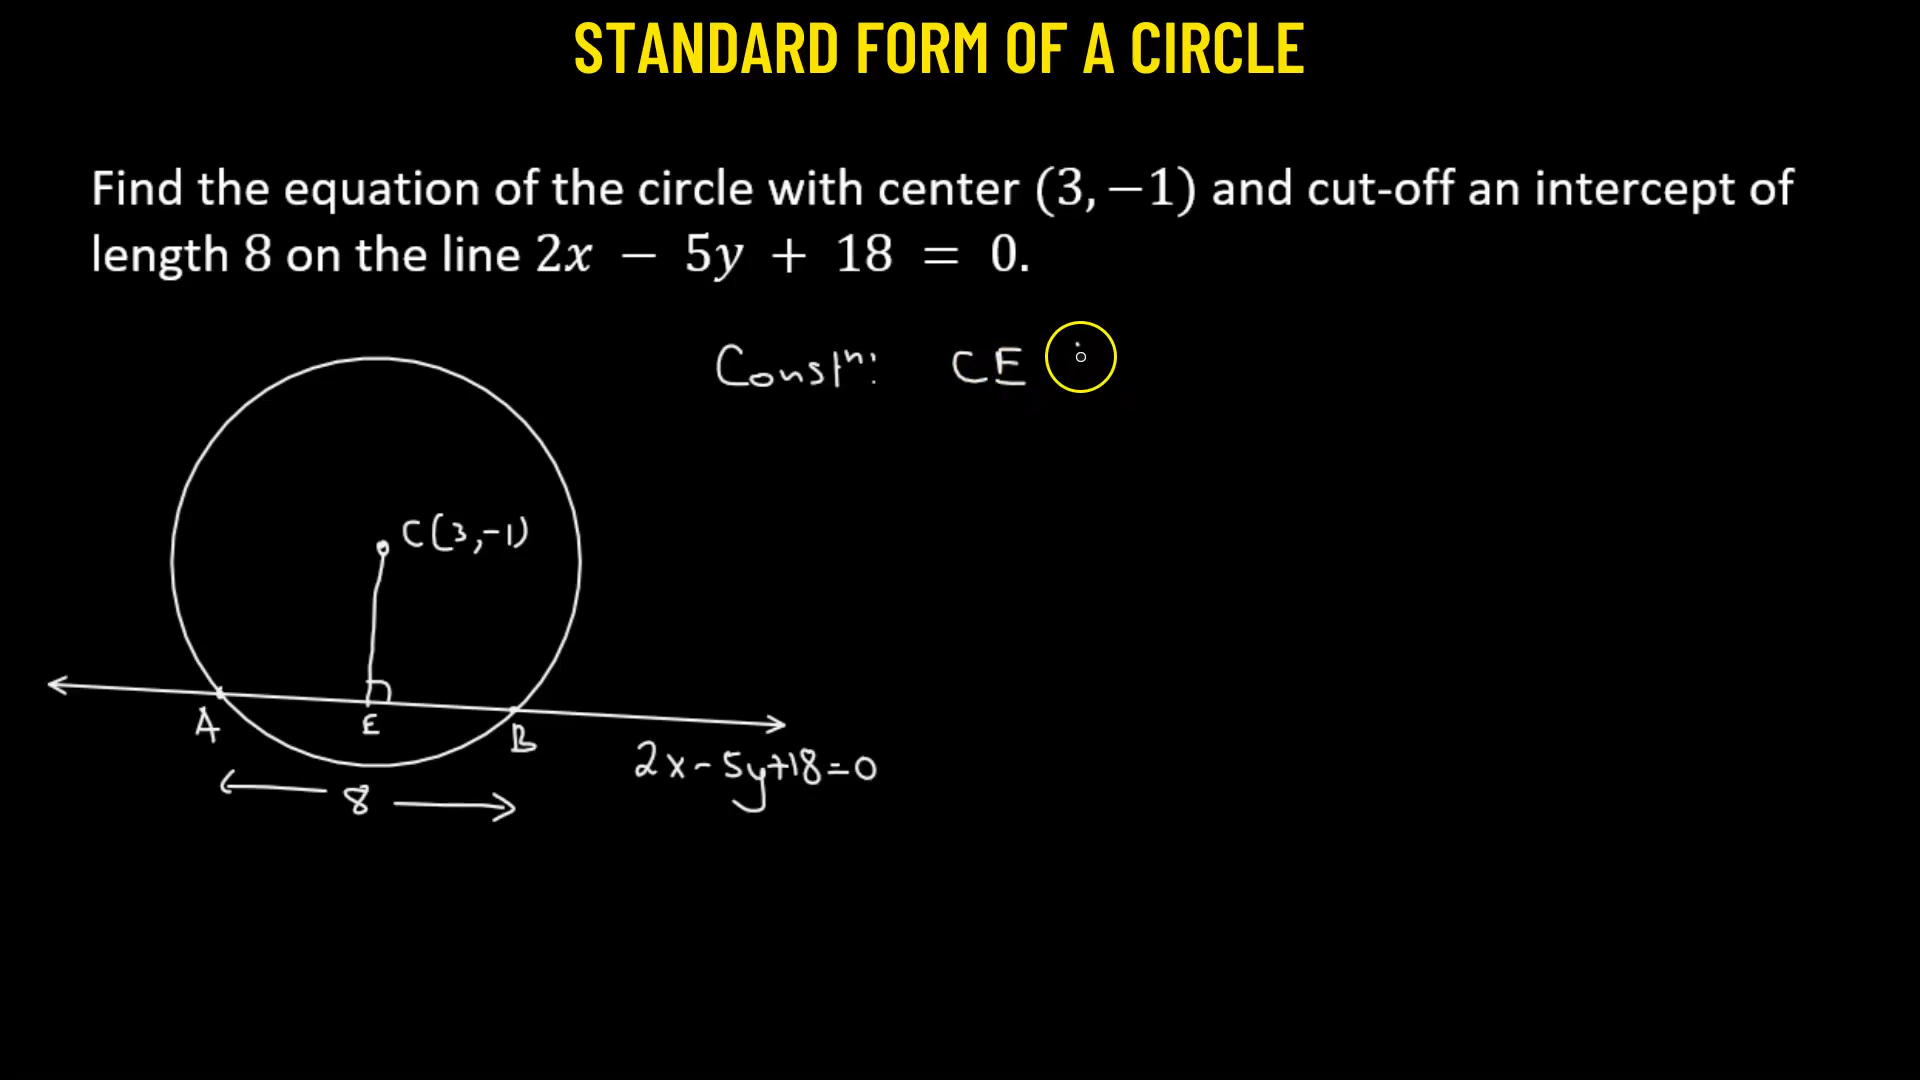 STANDARD FORM OF A CIRCLE
Find the equation of the circle with center (3, −1) and cut-off an intercept of
length 8 on the line 2x − 5y + 18 = 0.
Constⁿ: CE
C(3,-1)
A
E
B
2x-5y+18=0
8